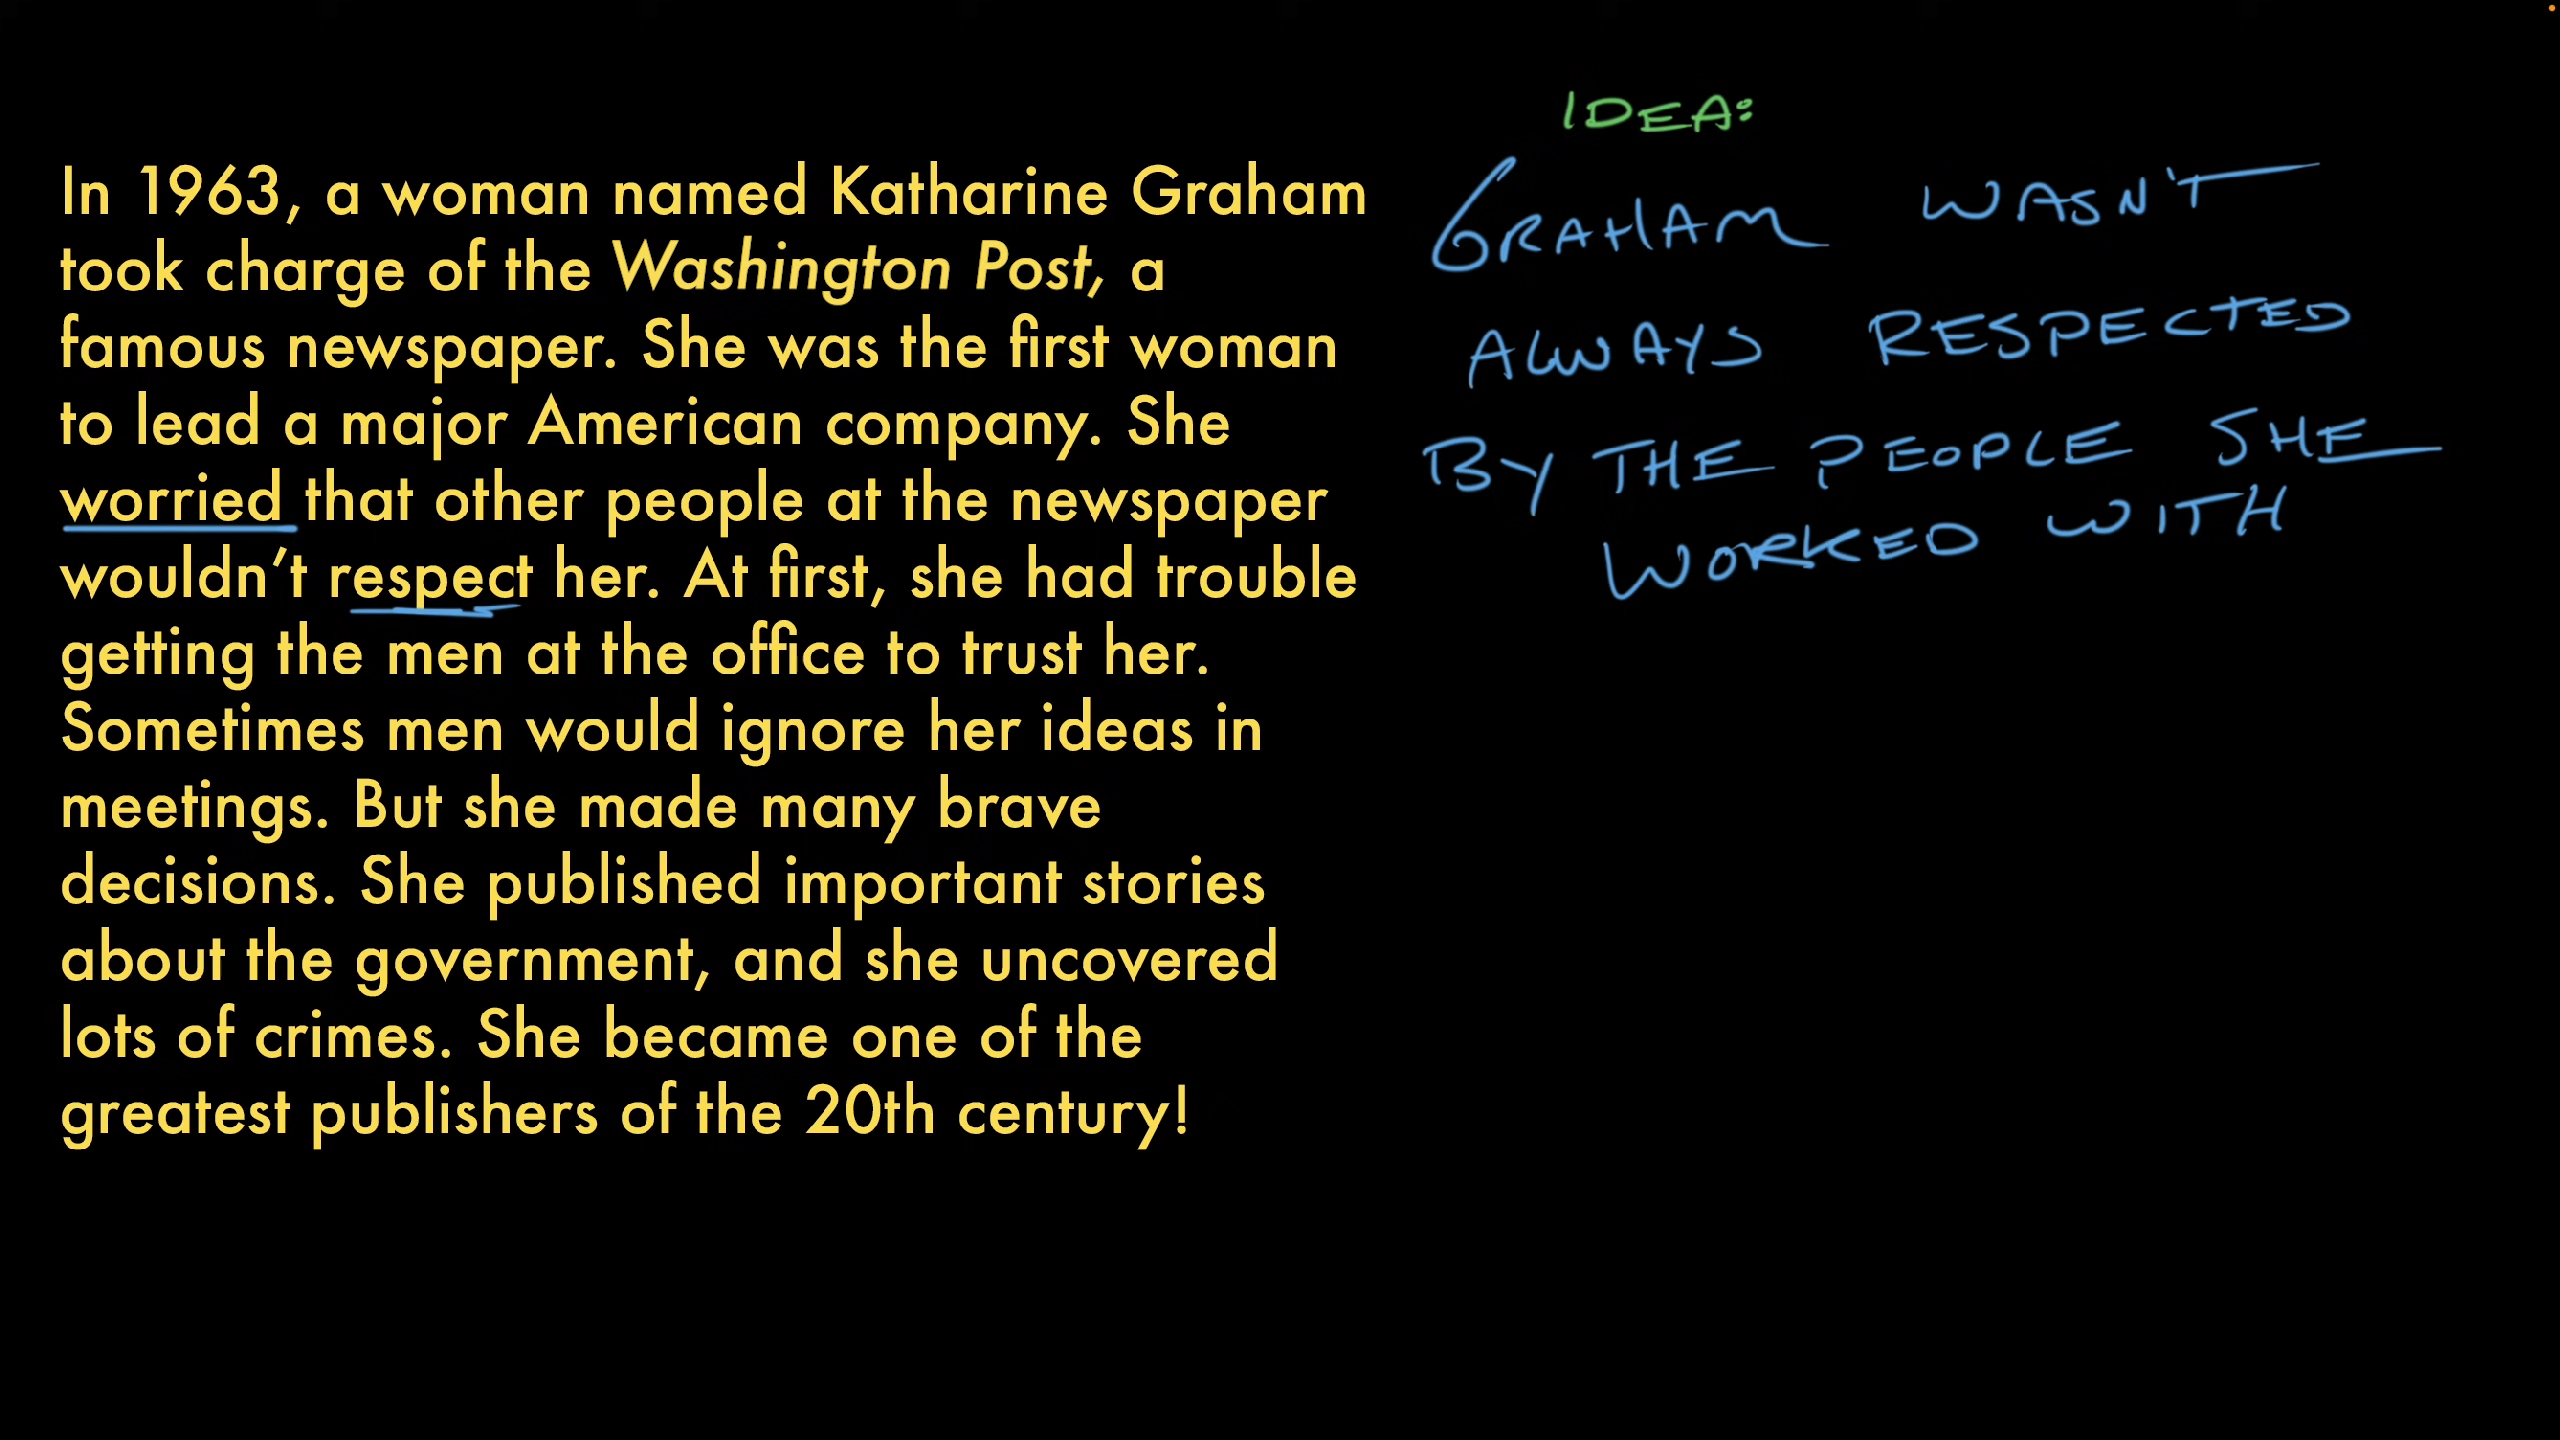 In 1963, a woman named Katharine Graham
took charge of the Washington Post, a
famous newspaper. She was the first woman
to lead a major American company. She
worried that other people at the newspaper
wouldn’t respect her. At first, she had trouble
getting the men at the office to trust her.
Sometimes men would ignore her ideas in
meetings. But she made many brave
decisions. She published important stories
about the government, and she uncovered
lots of crimes. She became one of the
greatest publishers of the 20th century!
IDEA:
GRAHAM WASN'T
ALWAYS RESPECTED
BY THE PEOPLE SHE
WORKED WITH